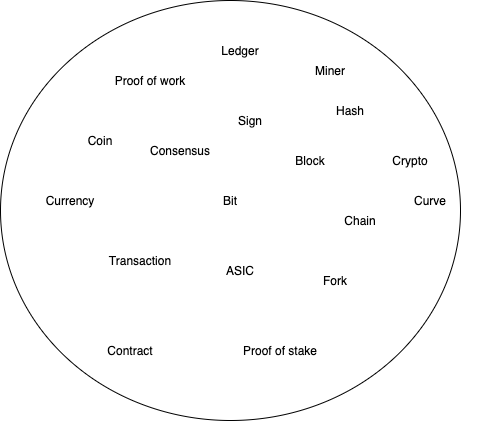 Ledger
Miner
Proof of work
Hash
Sign
Coin
Consensus
Block
Crypto
Currency
Bit
Curve
Chain
Transaction
ASIC
Fork
Contract
Proof of stake